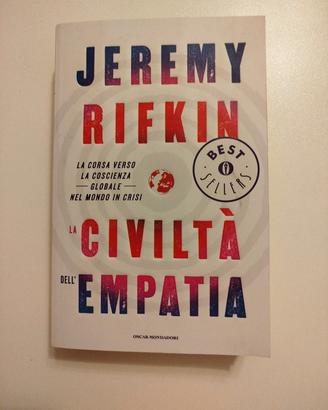 JEREMY
RIFKIN
LA CORSA VERSO
LA COSCIENZA
GLOBALE
NEL MONDO IN CRISI
BEST
SELLERS
LA
CIVILTÀ
DELL'
EMPATIA
OSCAR MONDADORI